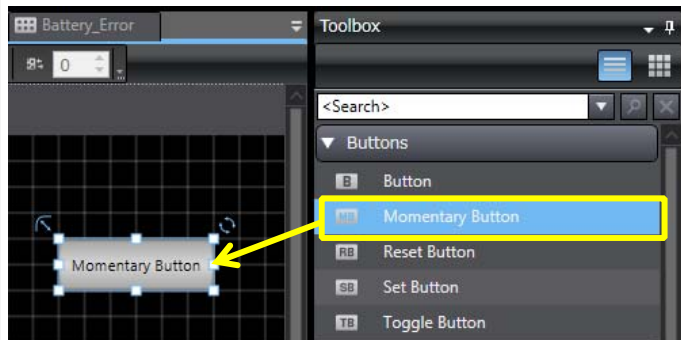 Battery_Error
0
Momentary Button
Toolbox
<Search>
Buttons
B Button
MB Momentary Button
RB Reset Button
SB Set Button
TB Toggle Button